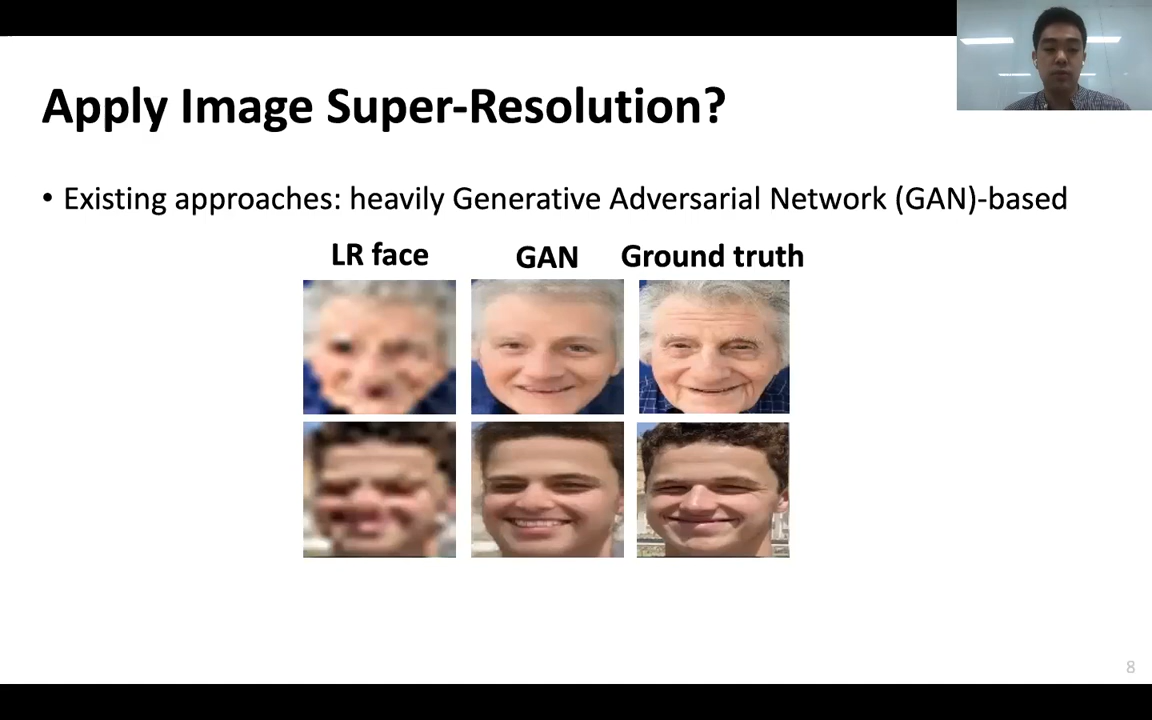 Apply Image Super-Resolution?
• Existing approaches: heavily Generative Adversarial Network (GAN)-based
LR face GAN Ground truth
8